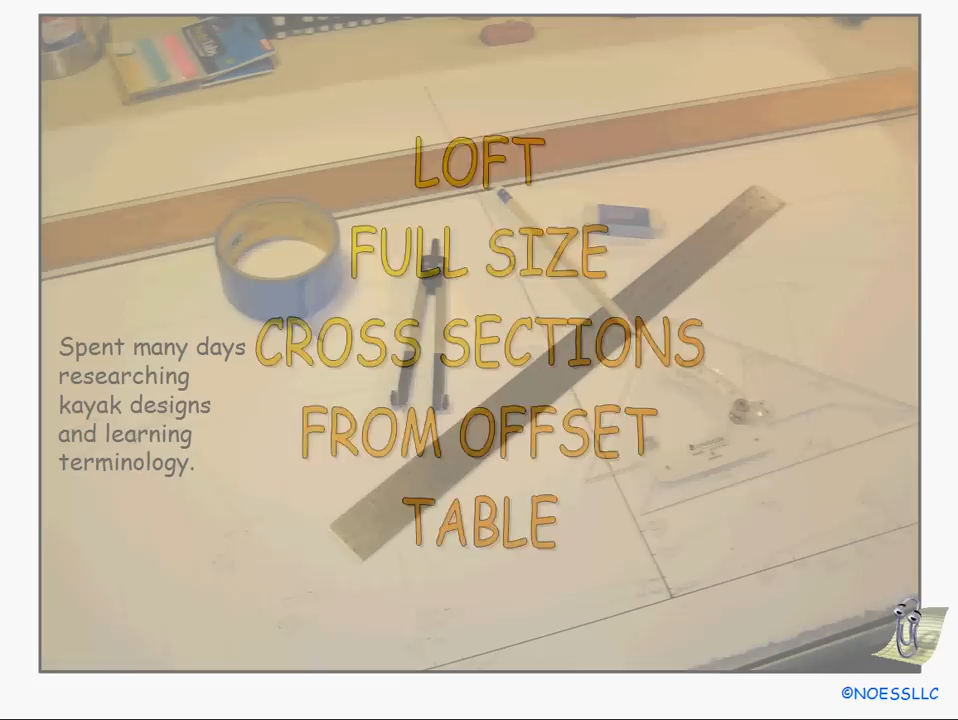 LOFT
FULL SIZE
CROSS SECTIONS
FROM OFFSET
TABLE
Spent many days
researching
kayak designs
and learning
terminology.
©NOESSLLC